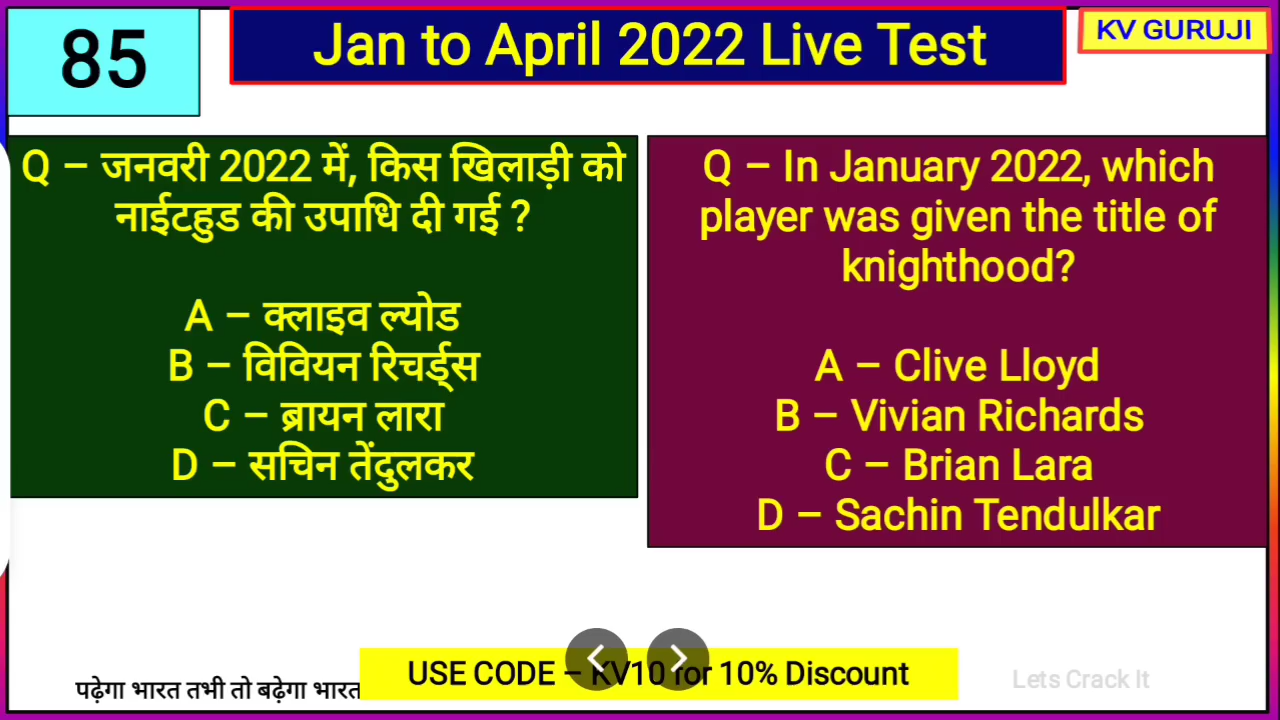 85
Jan to April 2022 Live Test
KV GURUJI
Q – जनवरी 2022 में, किस खिलाड़ी को
नाईटहुड की उपाधि दी गई ?
A – क्लाइव ल्योड
B – विवियन रिचर्ड्स
C – ब्रायन लारा
D – सचिन तेंदुलकर
Q – In January 2022, which
player was given the title of
knighthood?
A – Clive Lloyd
B – Vivian Richards
C – Brian Lara
D – Sachin Tendulkar
USE CODE – KV10 for 10% Discount
पढ़ेगा भारत तभी तो बढ़ेगा भारत
Lets Crack It